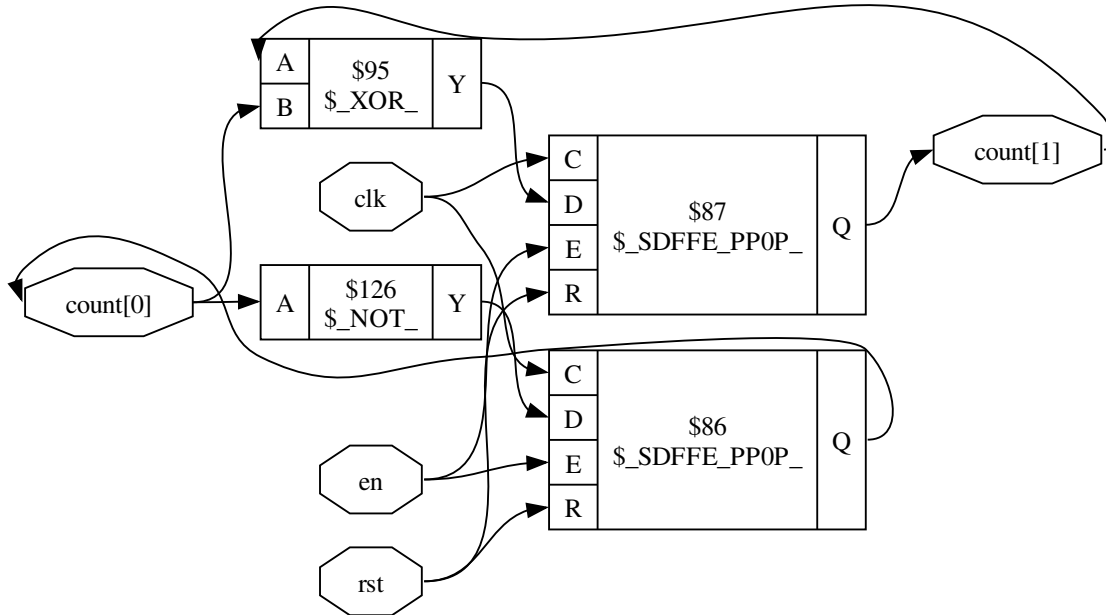 A
$95
Y
B
$_XOR_
clk
C
D
E
R
$87
$_SDFFE_PP0P_
Q
count[1]
count[0]
A
$126
$_NOT_
Y
C
D
E
R
$86
$_SDFFE_PP0P_
Q
en
rst